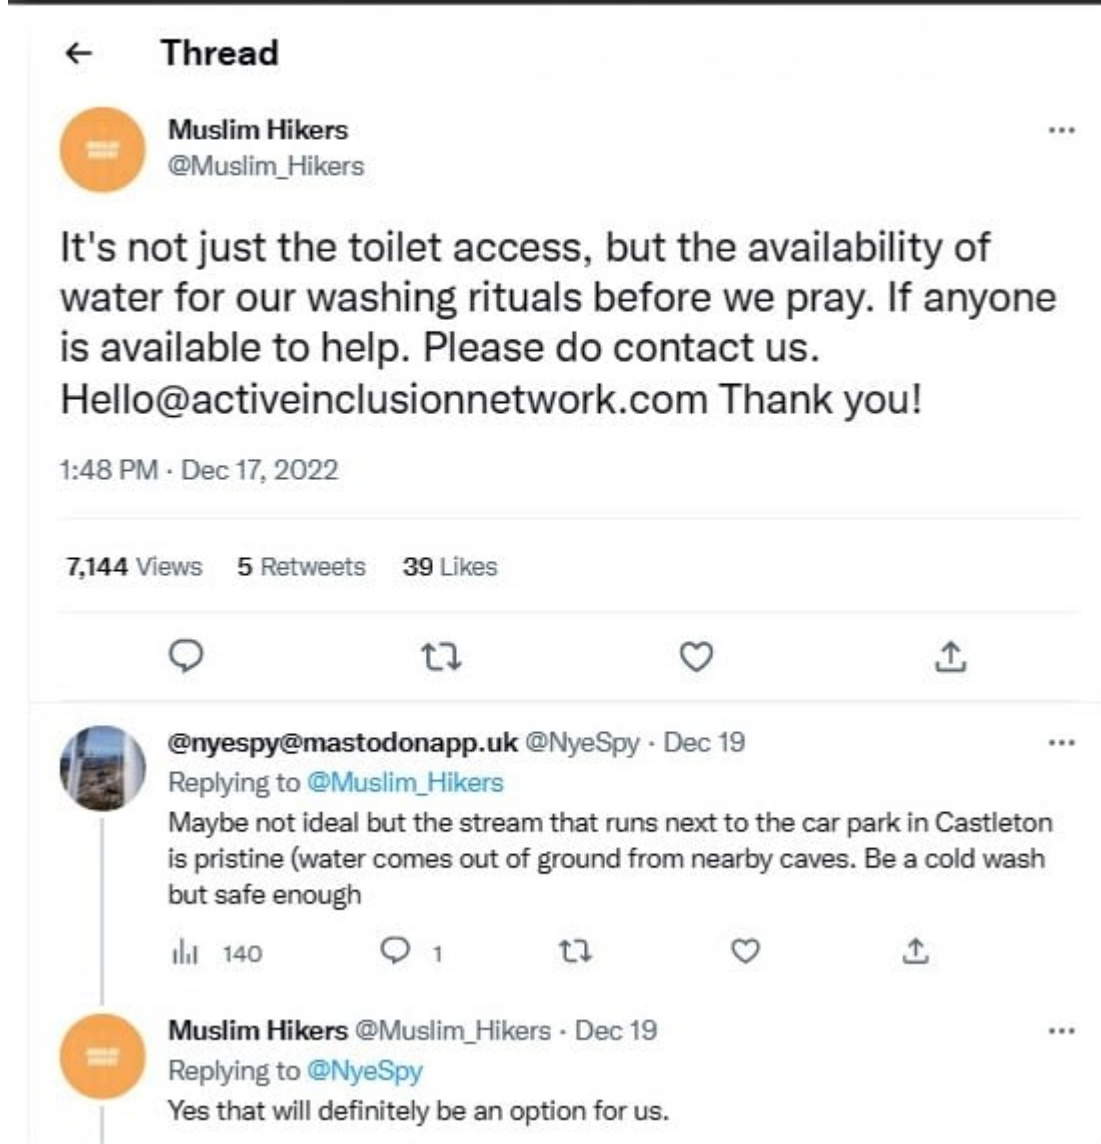 Thread
Muslim Hikers
@Muslim_Hikers
It's not just the toilet access, but the availability of
water for our washing rituals before we pray. If anyone
is available to help. Please do contact us.
Hello@activeinclusionnetwork.com Thank you!
1:48 PM · Dec 17, 2022
7,144 Views 5 Retweets 39 Likes
@nyespy@mastodonapp.uk @NyeSpy · Dec 19
Replying to @Muslim_Hikers
Maybe not ideal but the stream that runs next to the car park in Castleton
is pristine (water comes out of ground from nearby caves. Be a cold wash
but safe enough
140 1
Muslim Hikers @Muslim_Hikers · Dec 19
Replying to @NyeSpy
Yes that will definitely be an option for us.